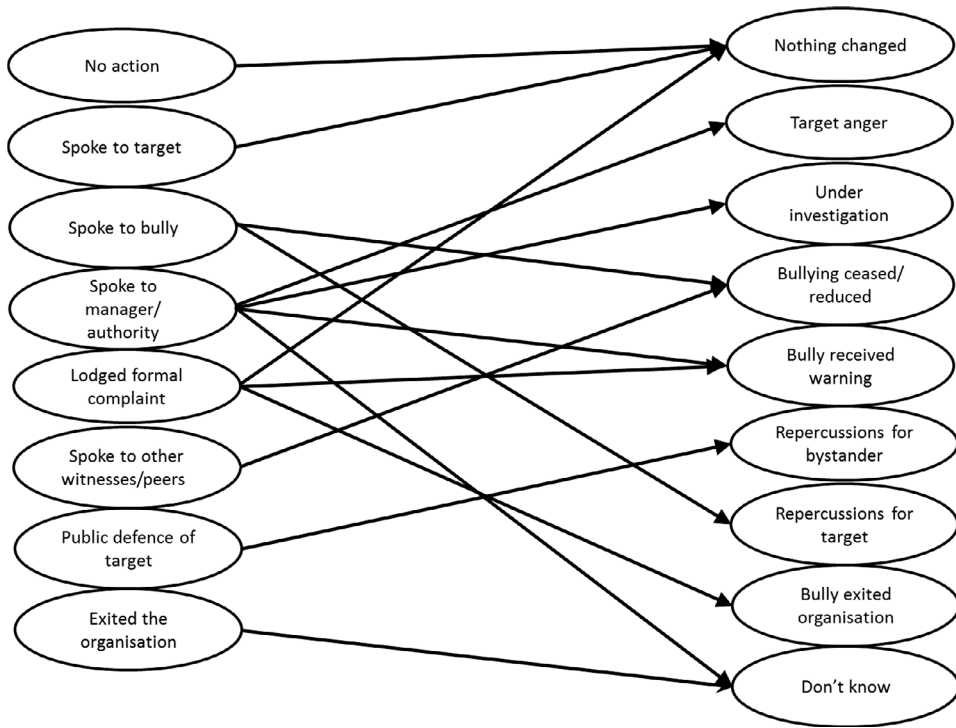 No action
Spoke to target
Spoke to bully
Spoke to
manager/
authority
Lodged formal
complaint
Spoke to other
witnesses/peers
Public defence of
target
Exited the
organisation
Nothing changed
Target anger
Under
investigation
Bullying ceased/
reduced
Bully received
warning
Repercussions for
bystander
Repercussions for
target
Bully exited
organisation
Don’t know